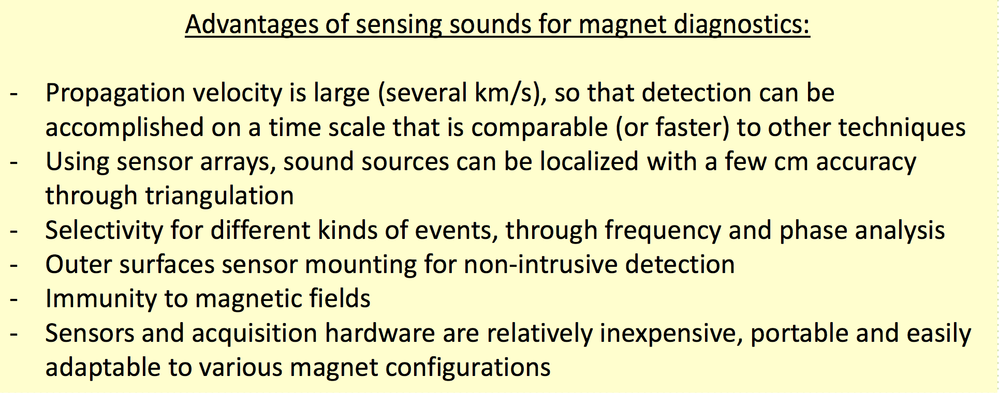 Advantages of sensing sounds for magnet diagnostics:
- Propagation velocity is large (several km/s), so that detection can be
accomplished on a time scale that is comparable (or faster) to other techniques
- Using sensor arrays, sound sources can be localized with a few cm accuracy
through triangulation
- Selectivity for different kinds of events, through frequency and phase analysis
- Outer surfaces sensor mounting for non-intrusive detection
- Immunity to magnetic fields
- Sensors and acquisition hardware are relatively inexpensive, portable and easily
adaptable to various magnet configurations